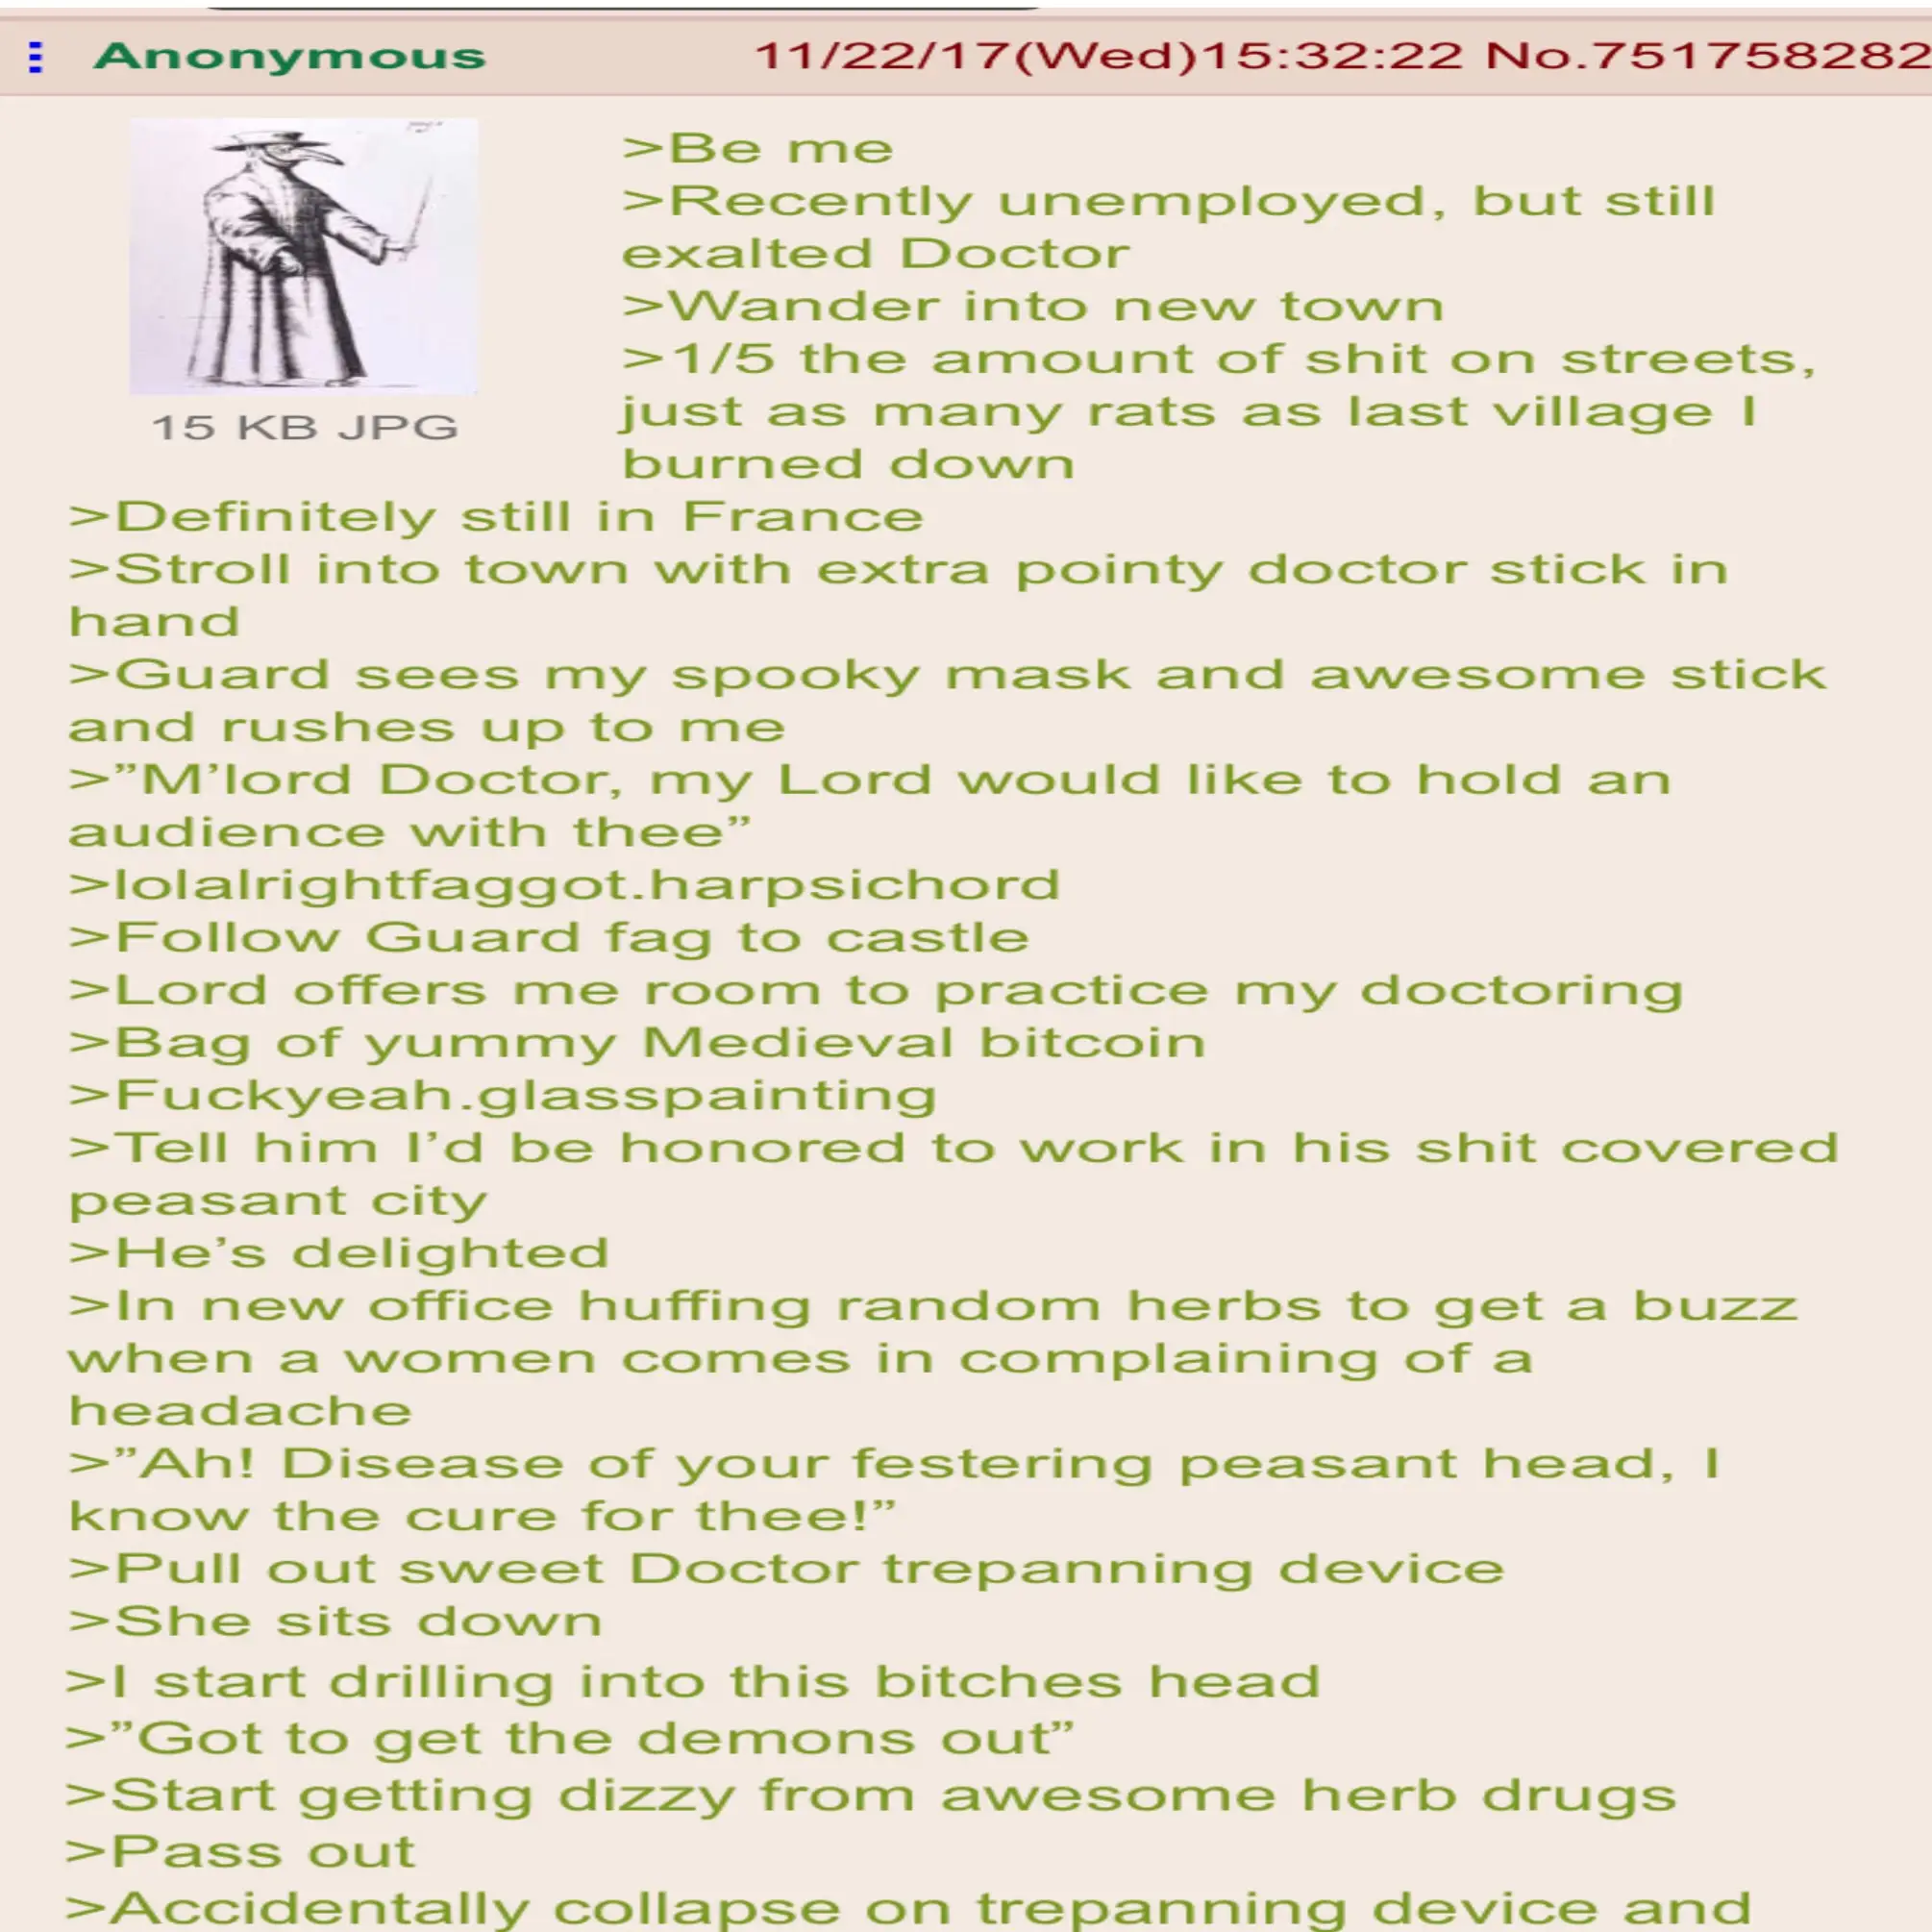 Anonymous 11/22/17(Wed)15:32:22 No.751758282
>Be me
>Recently unemployed, but still
exalted Doctor
>Wander into new town
>1/5 the amount of shit on streets,
just as many rats as last village I
burned down
15 KB JPG
>Definitely still in France
>Stroll into town with extra pointy doctor stick in
hand
>Guard sees my spooky mask and awesome stick
and rushes up to me
>”M’lord Doctor, my Lord would like to hold an
audience with thee”
>lolalrightfaggot.harpsichord
>Follow Guard fag to castle
>Lord offers me room to practice my doctoring
>Bag of yummy Medieval bitcoin
>Fuckyeah.glasspainting
>Tell him I’d be honored to work in his shit covered
peasant city
>He’s delighted
>In new office huffing random herbs to get a buzz
when a women comes in complaining of a
headache
>”Ah! Disease of your festering peasant head, I
know the cure for thee!”
>Pull out sweet Doctor trepanning device
>She sits down
>I start drilling into this bitches head
>”Got to get the demons out”
>Start getting dizzy from awesome herb drugs
>Pass out
>Accidentally collapse on trepanning device and